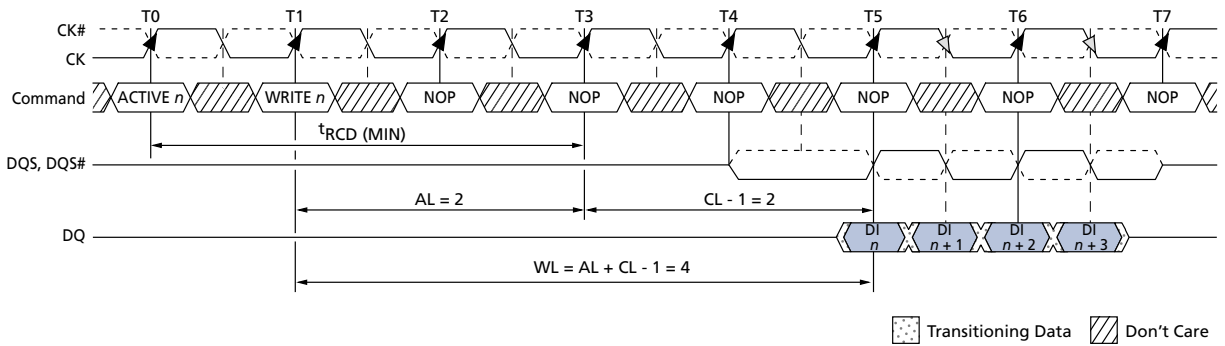 T0 T1 T2 T3 T4 T5 T6 T7
CK#
CK
Command ACTIVE n WRITE n NOP NOP NOP NOP NOP NOP
tRCD (MIN)
DQS, DQS#
AL = 2 CL - 1 = 2
DQ DI n DI n + 1 DI n + 2 DI n + 3
WL = AL + CL - 1 = 4
Transitioning Data Don't Care